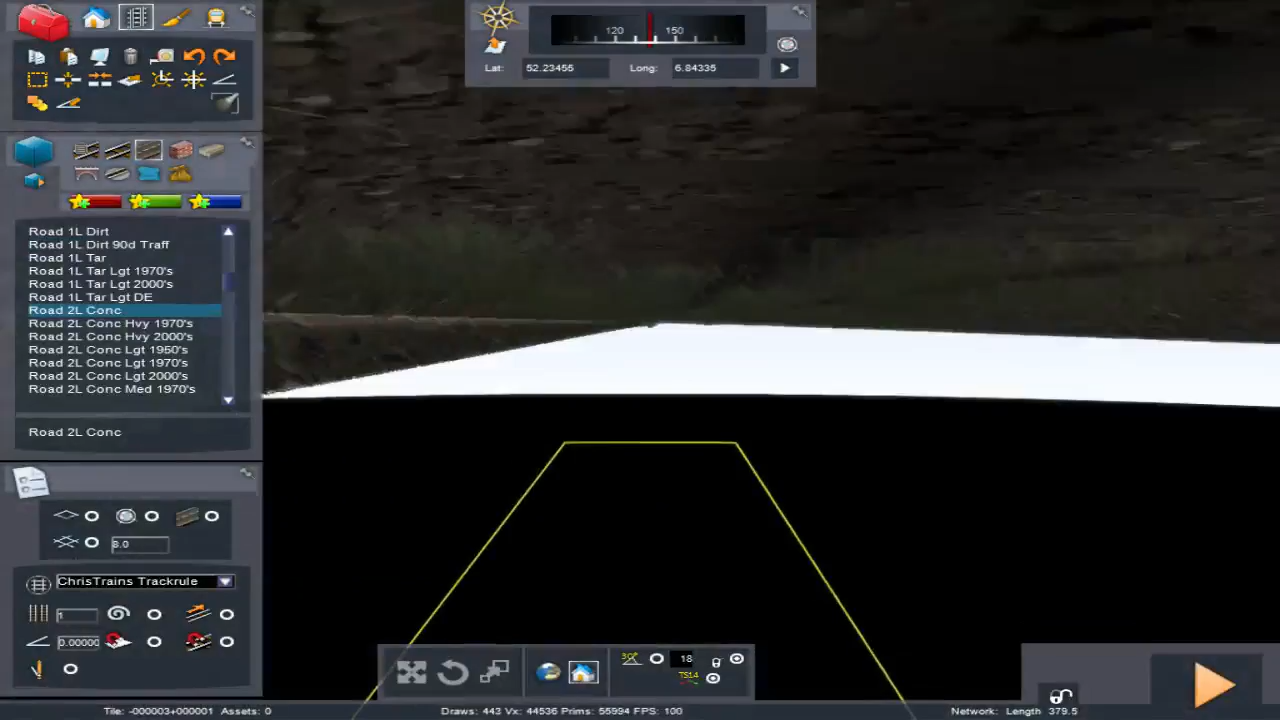 120 150
Lat: 52.23455 Long: 6.84335
Road 1L Dirt
Road 1L Dirt 90d Traff
Road 1L Tar
Road 1L Tar Lgt 1970's
Road 1L Tar Lgt 2000's
Road 1L Tar Lgt DE
Road 2L Conc
Road 2L Conc Hvy 1970's
Road 2L Conc Hvy 2000's
Road 2L Conc Lgt 1950's
Road 2L Conc Lgt 1970's
Road 2L Conc Lgt 2000's
Road 2L Conc Med 1970's
Road 2L Conc
8.0
ChrisTrains Trackrule
1
0.00000
30° 18
TS14
Tile: -000003+000001 Assets: 0 Draws: 443 Vx: 44536 Prims: 55994 FPS: 100 Network: Length 379.5